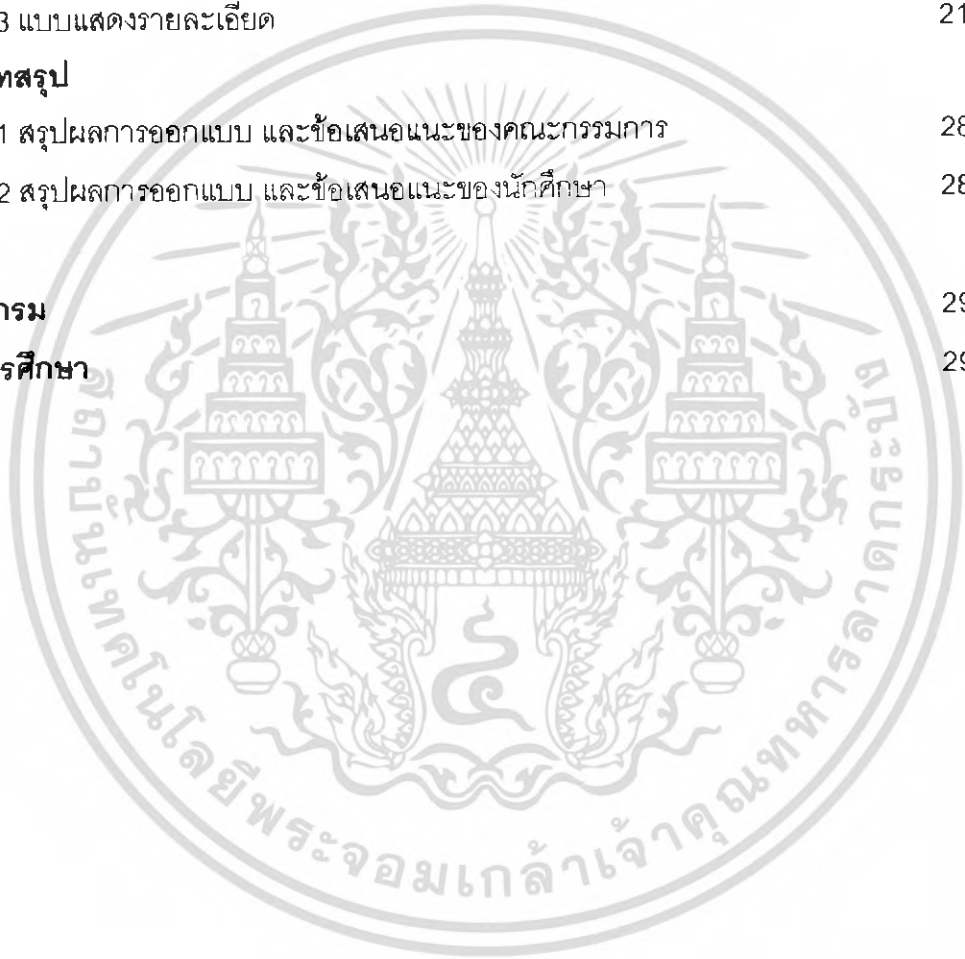 3 แบบแสดงรายละเอียด 21
ทสรุป
1 สรุปผลการออกแบบ และข้อเสนอแนะของคณะกรรมการ 28
2 สรุปผลการออกแบบ และข้อเสนอแนะของนักศึกษา 28
กรม 29
รศึกษา 29
สถาบันเทคโนโลยีพระจอมเกล้าเจ้าคุณทหารลาดกระบัง
๔